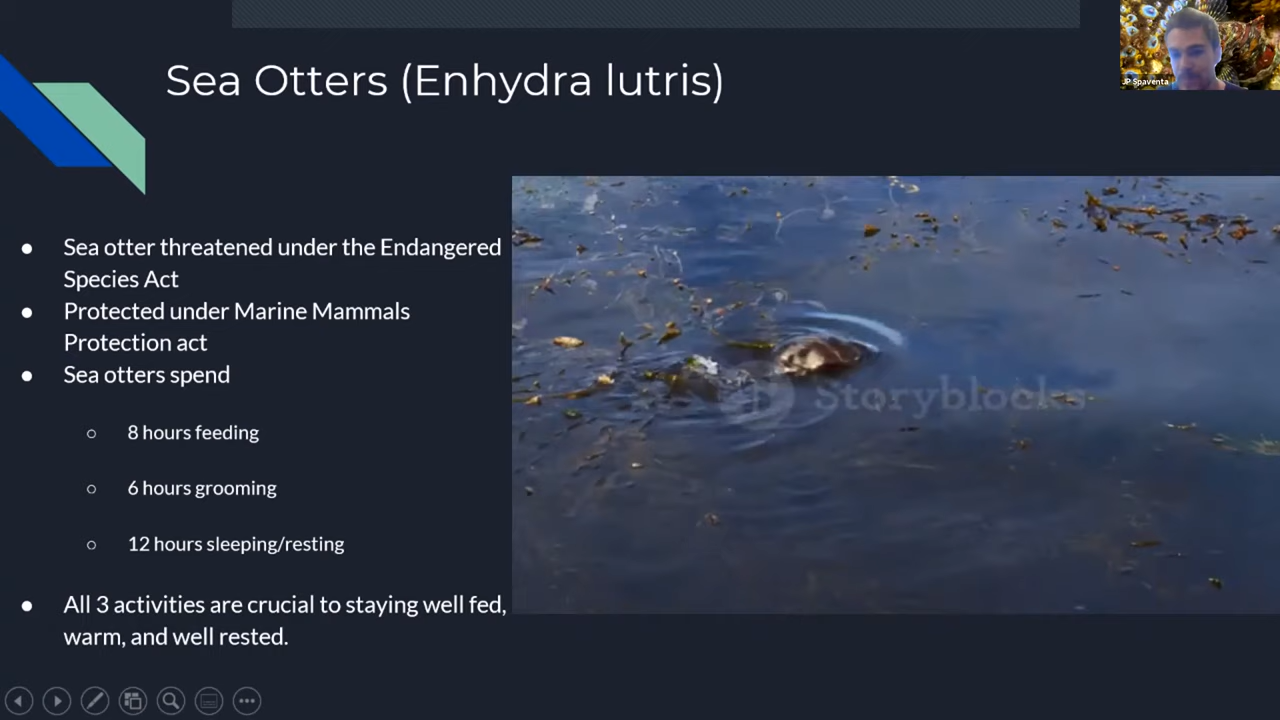 Sea Otters (Enhydra lutris)
JP Spaventa
Sea otter threatened under the Endangered
Species Act
Protected under Marine Mammals
Protection act
Sea otters spend
8 hours feeding
6 hours grooming
12 hours sleeping/resting
All 3 activities are crucial to staying well fed,
warm, and well rested.
Storyblocks